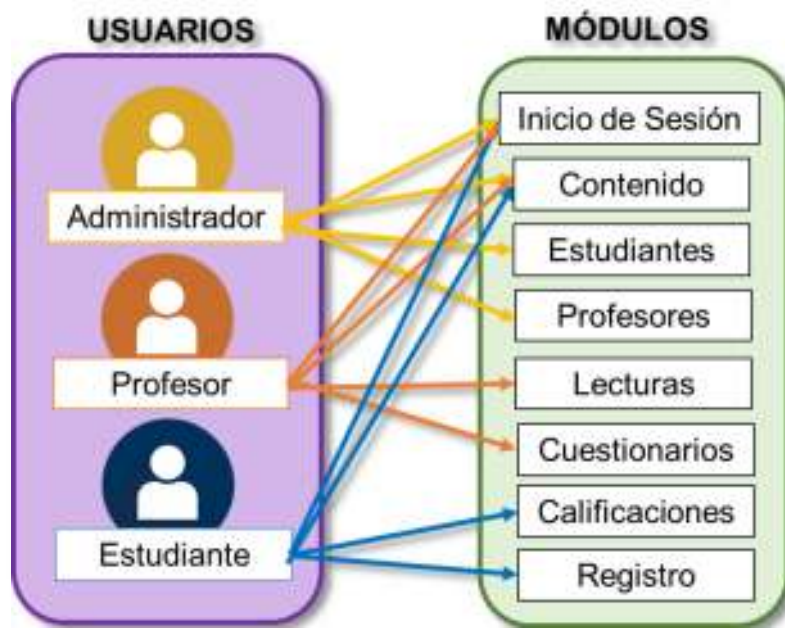 USUARIOS
Administrador
Profesor
Estudiante
MÓDULOS
Inicio de Sesión
Contenido
Estudiantes
Profesores
Lecturas
Cuestionarios
Calificaciones
Registro